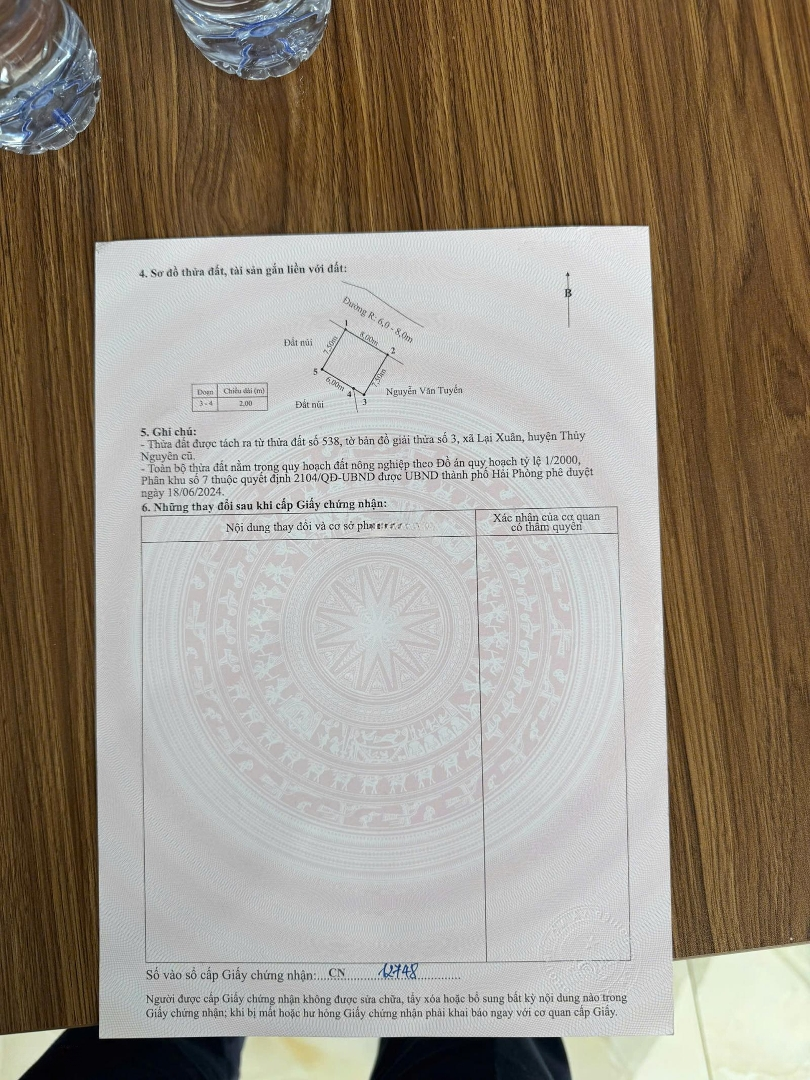 4. Sơ đồ thửa đất, tài sản gắn liền với đất:
B
Đường R: 6,0 - 8,0m
1
8,00m
2
Đất núi
7,50m
7,50m
5
6,00m
4
3
Nguyễn Văn Tuyến
Đất núi
Đoạn Chiều dài (m)
3 - 4 2,00
5. Ghi chú:
- Thửa đất được tách ra từ thửa đất số 538, tờ bản đồ giải thửa số 3, xã Lại Xuân, huyện Thủy
Nguyên cũ.
- Toàn bộ thửa đất nằm trong quy hoạch đất nông nghiệp theo Đồ án quy hoạch tỷ lệ 1/2000,
Phân khu số 7 thuộc quyết định 2104/QĐ-UBND được UBND thành phố Hải Phòng phê duyệt
ngày 18/06/2024.
6. Những thay đổi sau khi cấp Giấy chứng nhận:
Nội dung thay đổi và cơ sở
Xác nhận của cơ quan
có thẩm quyền
Số vào sổ cấp Giấy chứng nhận:....CN 12748
Người được cấp Giấy chứng nhận không được sửa chữa, tẩy xóa hoặc bổ sung bất kỳ nội dung nào trong
Giấy chứng nhận; khi bị mất hoặc hư hỏng Giấy chứng nhận phải khai báo ngay với cơ quan cấp Giấy.